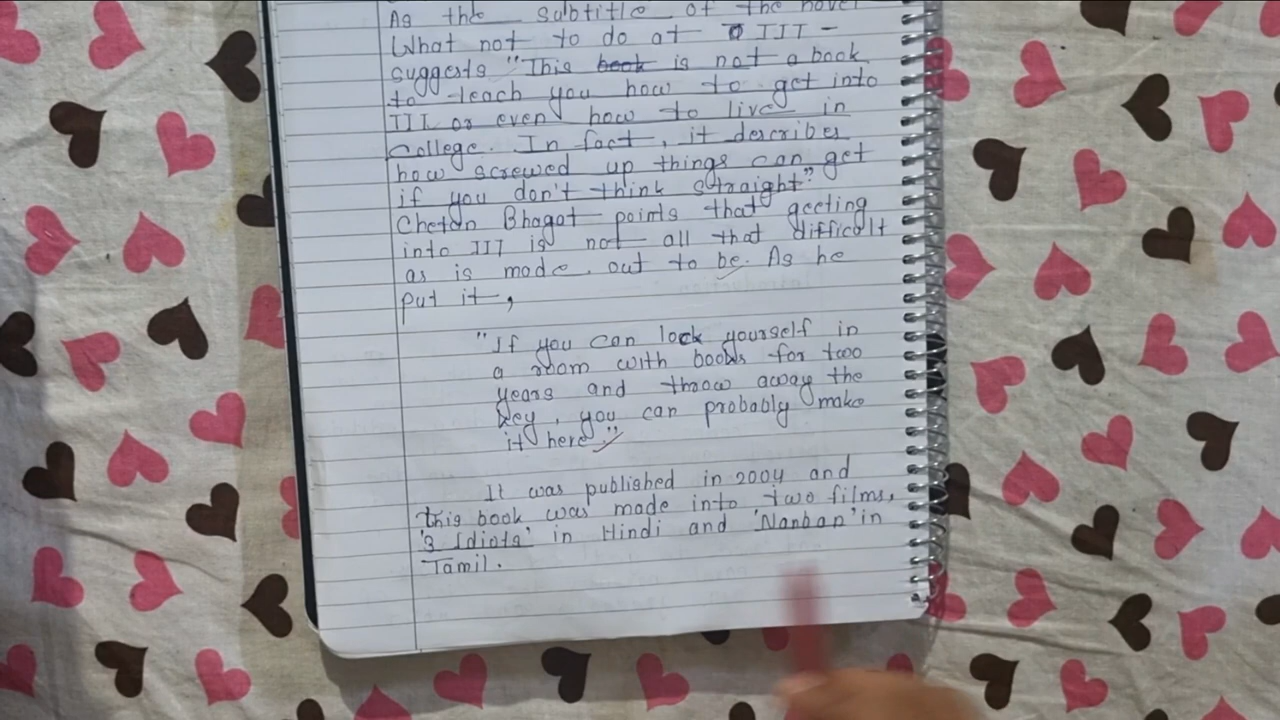 As the subtitle of the novel
What not to do at IIT -
suggests "This book is not a book
to teach you how to get into
IIT or even how to live in
College. In fact, it describes
how screwed up things can get
if you don't think straight".
Chetan Bhagat points that geeting
into IIT is not all that difficult
as is made out to be. As he
put it,
"If you can lock yourself in
a room with books for two
years and throw away the
key, you can probably make
it here."
It was published in 2004 and
this book was made into two films,
'3 Idiots' in Hindi and 'Nanban' in
Tamil.